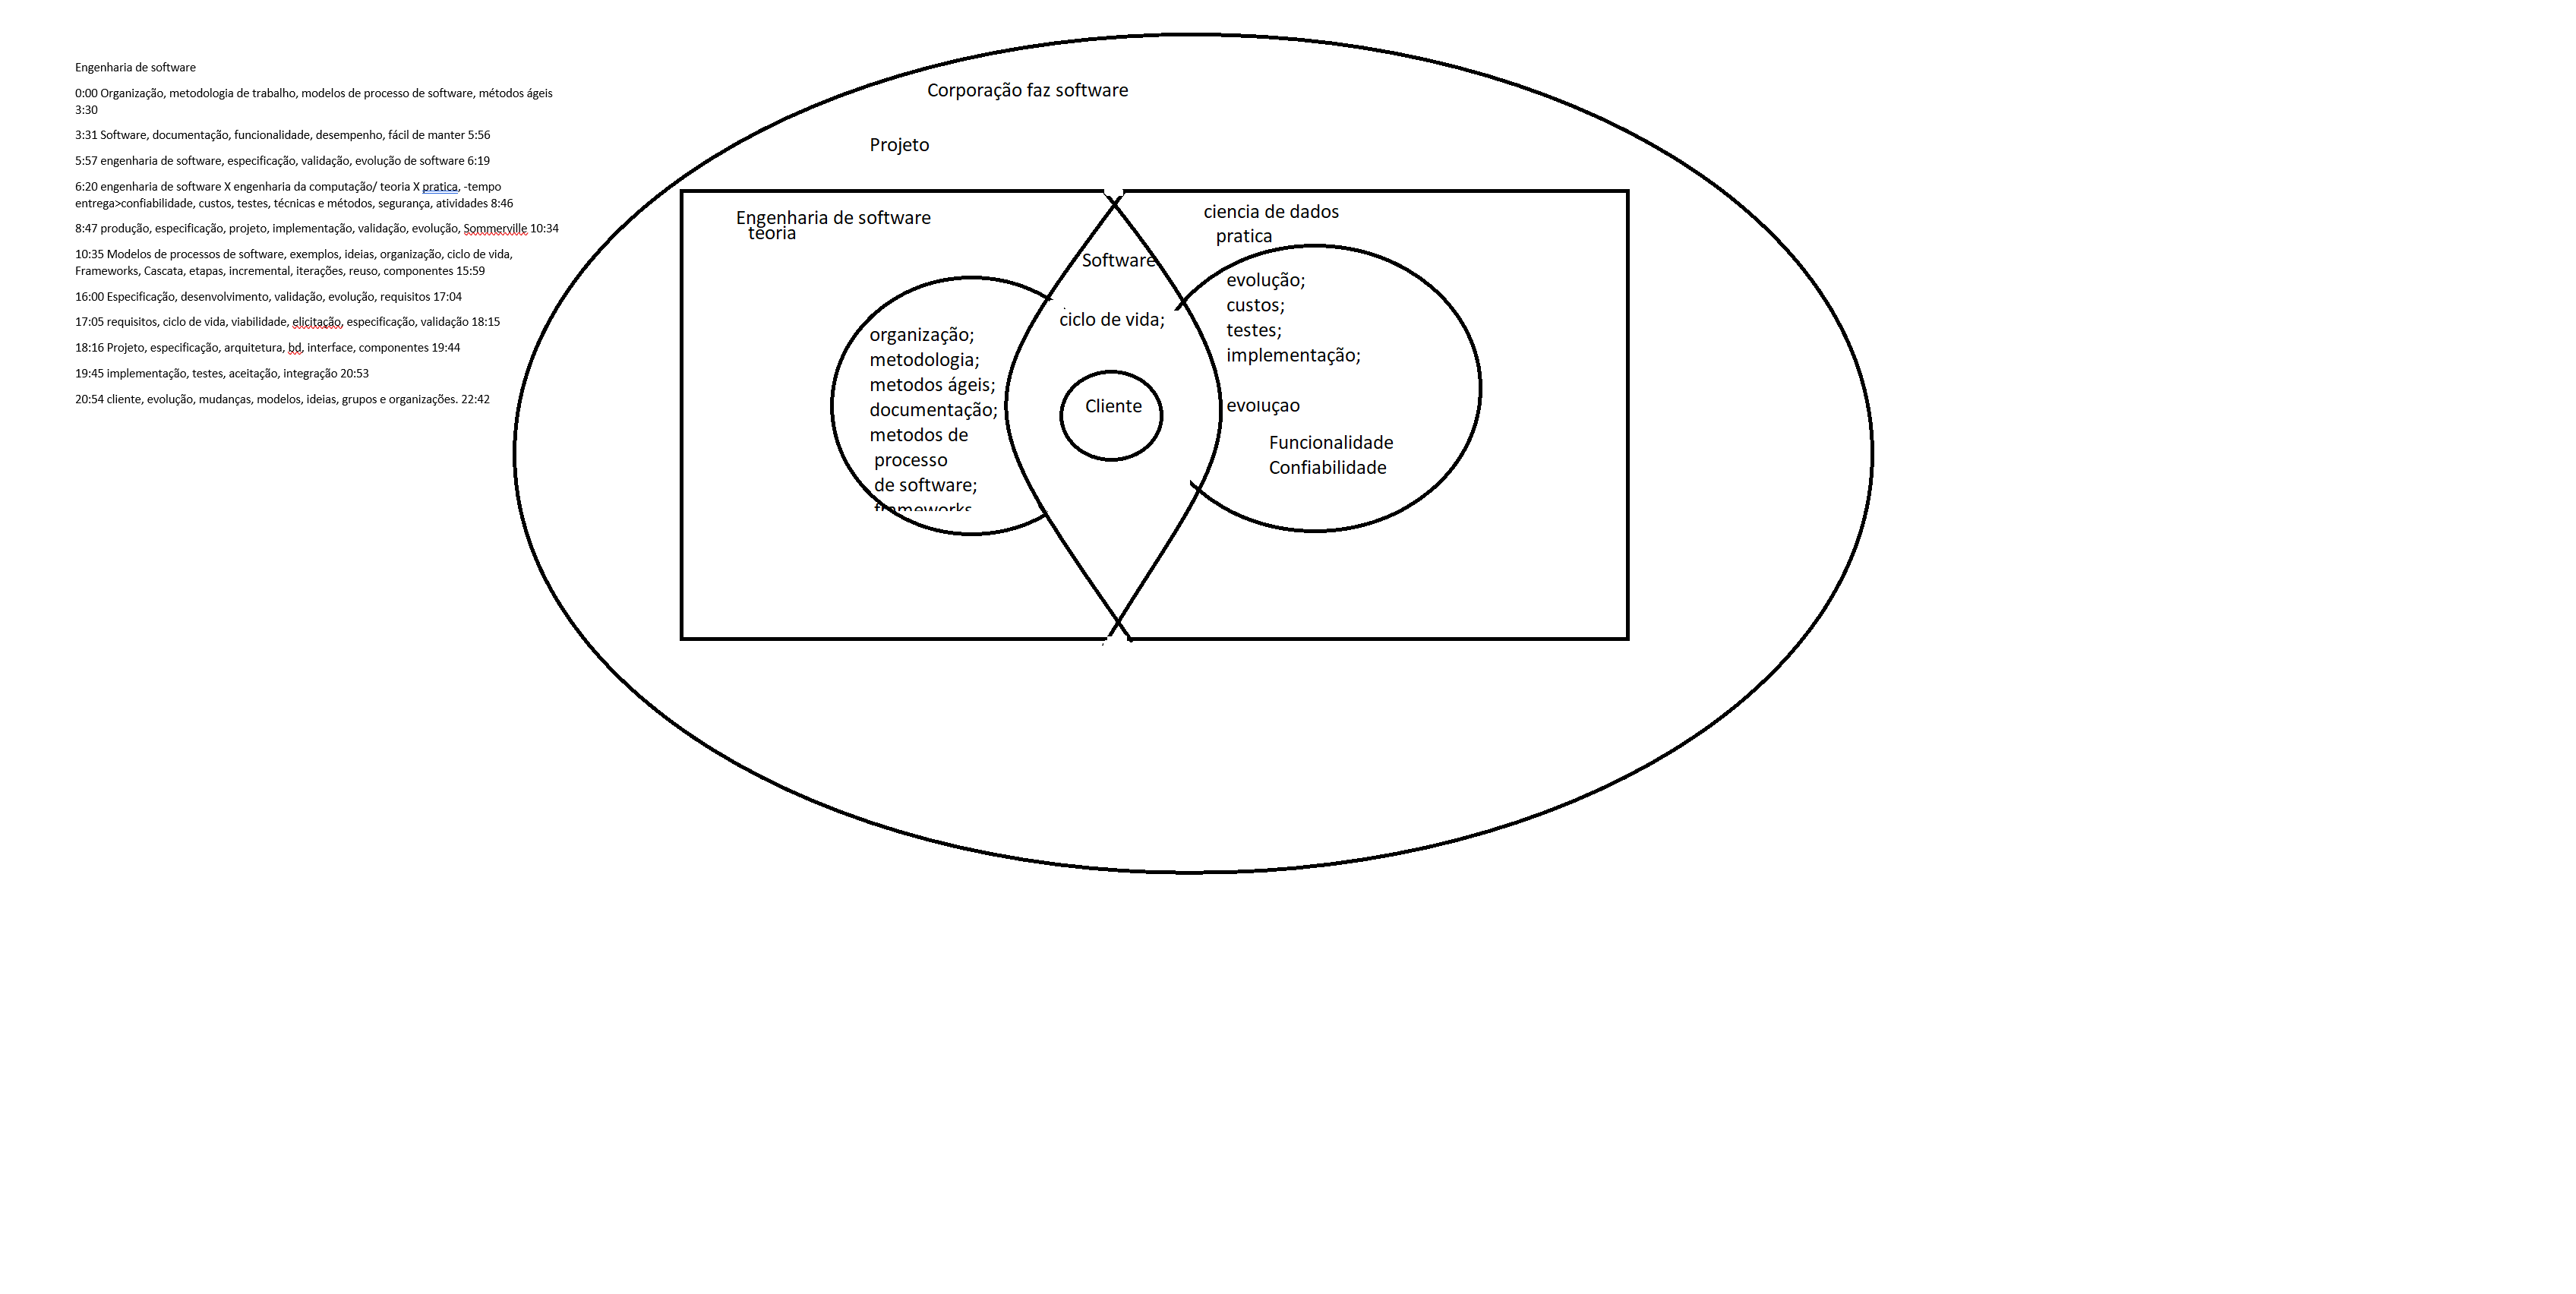 Engenharia de software
0:00 Organização, metodologia de trabalho, modelos de processo de software, métodos ágeis
3:30
3:31 Software, documentação, funcionalidade, desempenho, fácil de manter 5:56
5:57 engenharia de software, especificação, validação, evolução de software 6:19
6:20 engenharia de software X engenharia da computação/ teoria X pratica, -tempo
entrega>confiabilidade, custos, testes, técnicas e métodos, segurança, atividades 8:46
8:47 produção, especificação, projeto, implementação, validação, evolução, Sommerville 10:34
10:35 Modelos de processos de software, exemplos, ideias, organização, ciclo de vida,
Frameworks, Cascata, etapas, incremental, iterações, reuso, componentes 15:59
16:00 Especificação, desenvolvimento, validação, evolução, requisitos 17:04
17:05 requisitos, ciclo de vida, viabilidade, elicitação, especificação, validação 18:15
18:16 Projeto, especificação, arquitetura, bd, interface, componentes 19:44
19:45 implementação, testes, aceitação, integração 20:53
20:54 cliente, evolução, mudanças, modelos, ideias, grupos e organizações. 22:42
Corporação faz software
Projeto
Engenharia de software
teoria
organização;
metodologia;
metodos ágeis;
documentação;
metodos de
processo
de software;
frameworks
Software
ciclo de vida;
Cliente
ciencia de dados
pratica
evolução;
custos;
testes;
implementação;
evoluçao
Funcionalidade
Confiabilidade